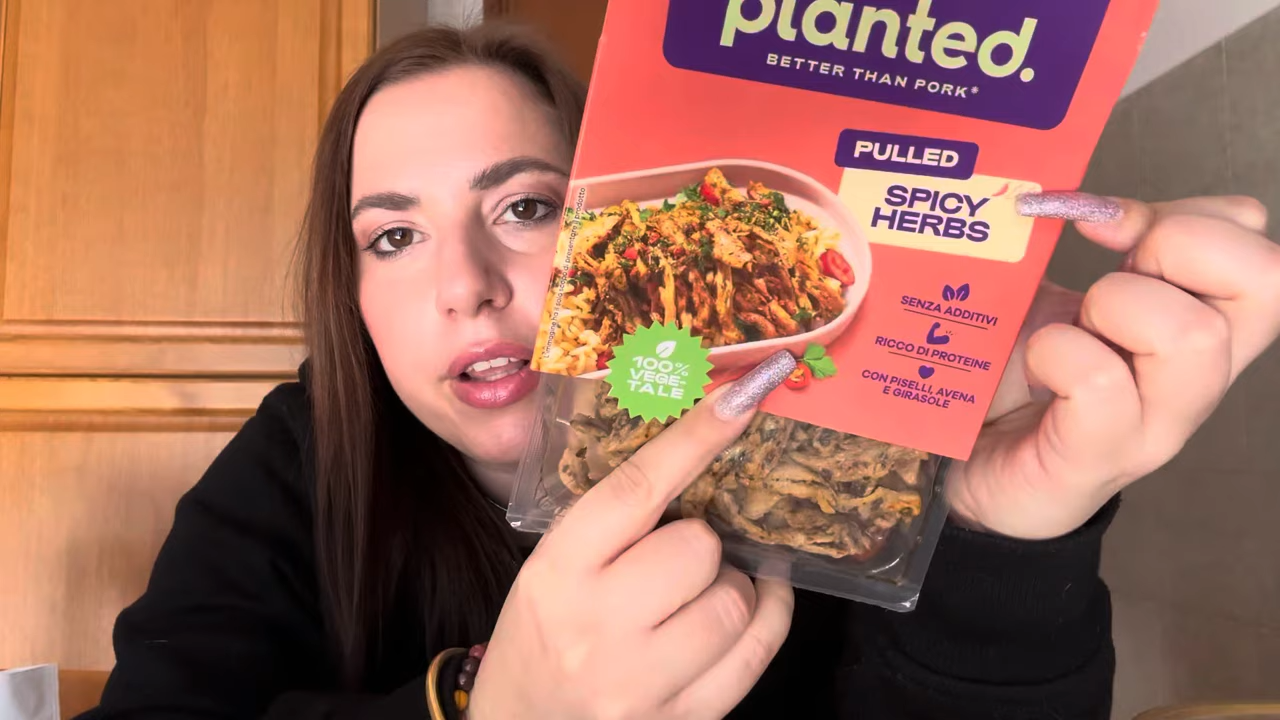 planted.
BETTER THAN PORK®
PULLED
SPICY
HERBS
SENZA ADDITIVI
RICCO DI PROTEINE
CON PISELLI, AVENA
E GIRASOLE
100%
VEGE-
TALE